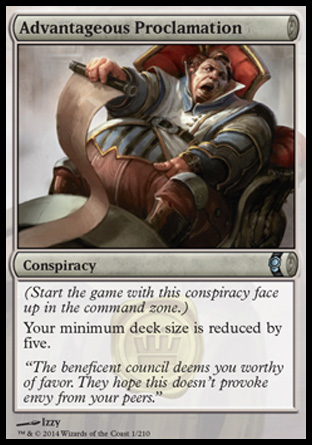 Advantageous Proclamation
Conspiracy
(Start the game with this conspiracy face
up in the command zone.)
Your minimum deck size is reduced by
five.
"The beneficent council deems you worthy
of favor. They hope this doesn't provoke
envy from your peers."
Izzy
™ & © 2014 Wizards of the Coast 1/210